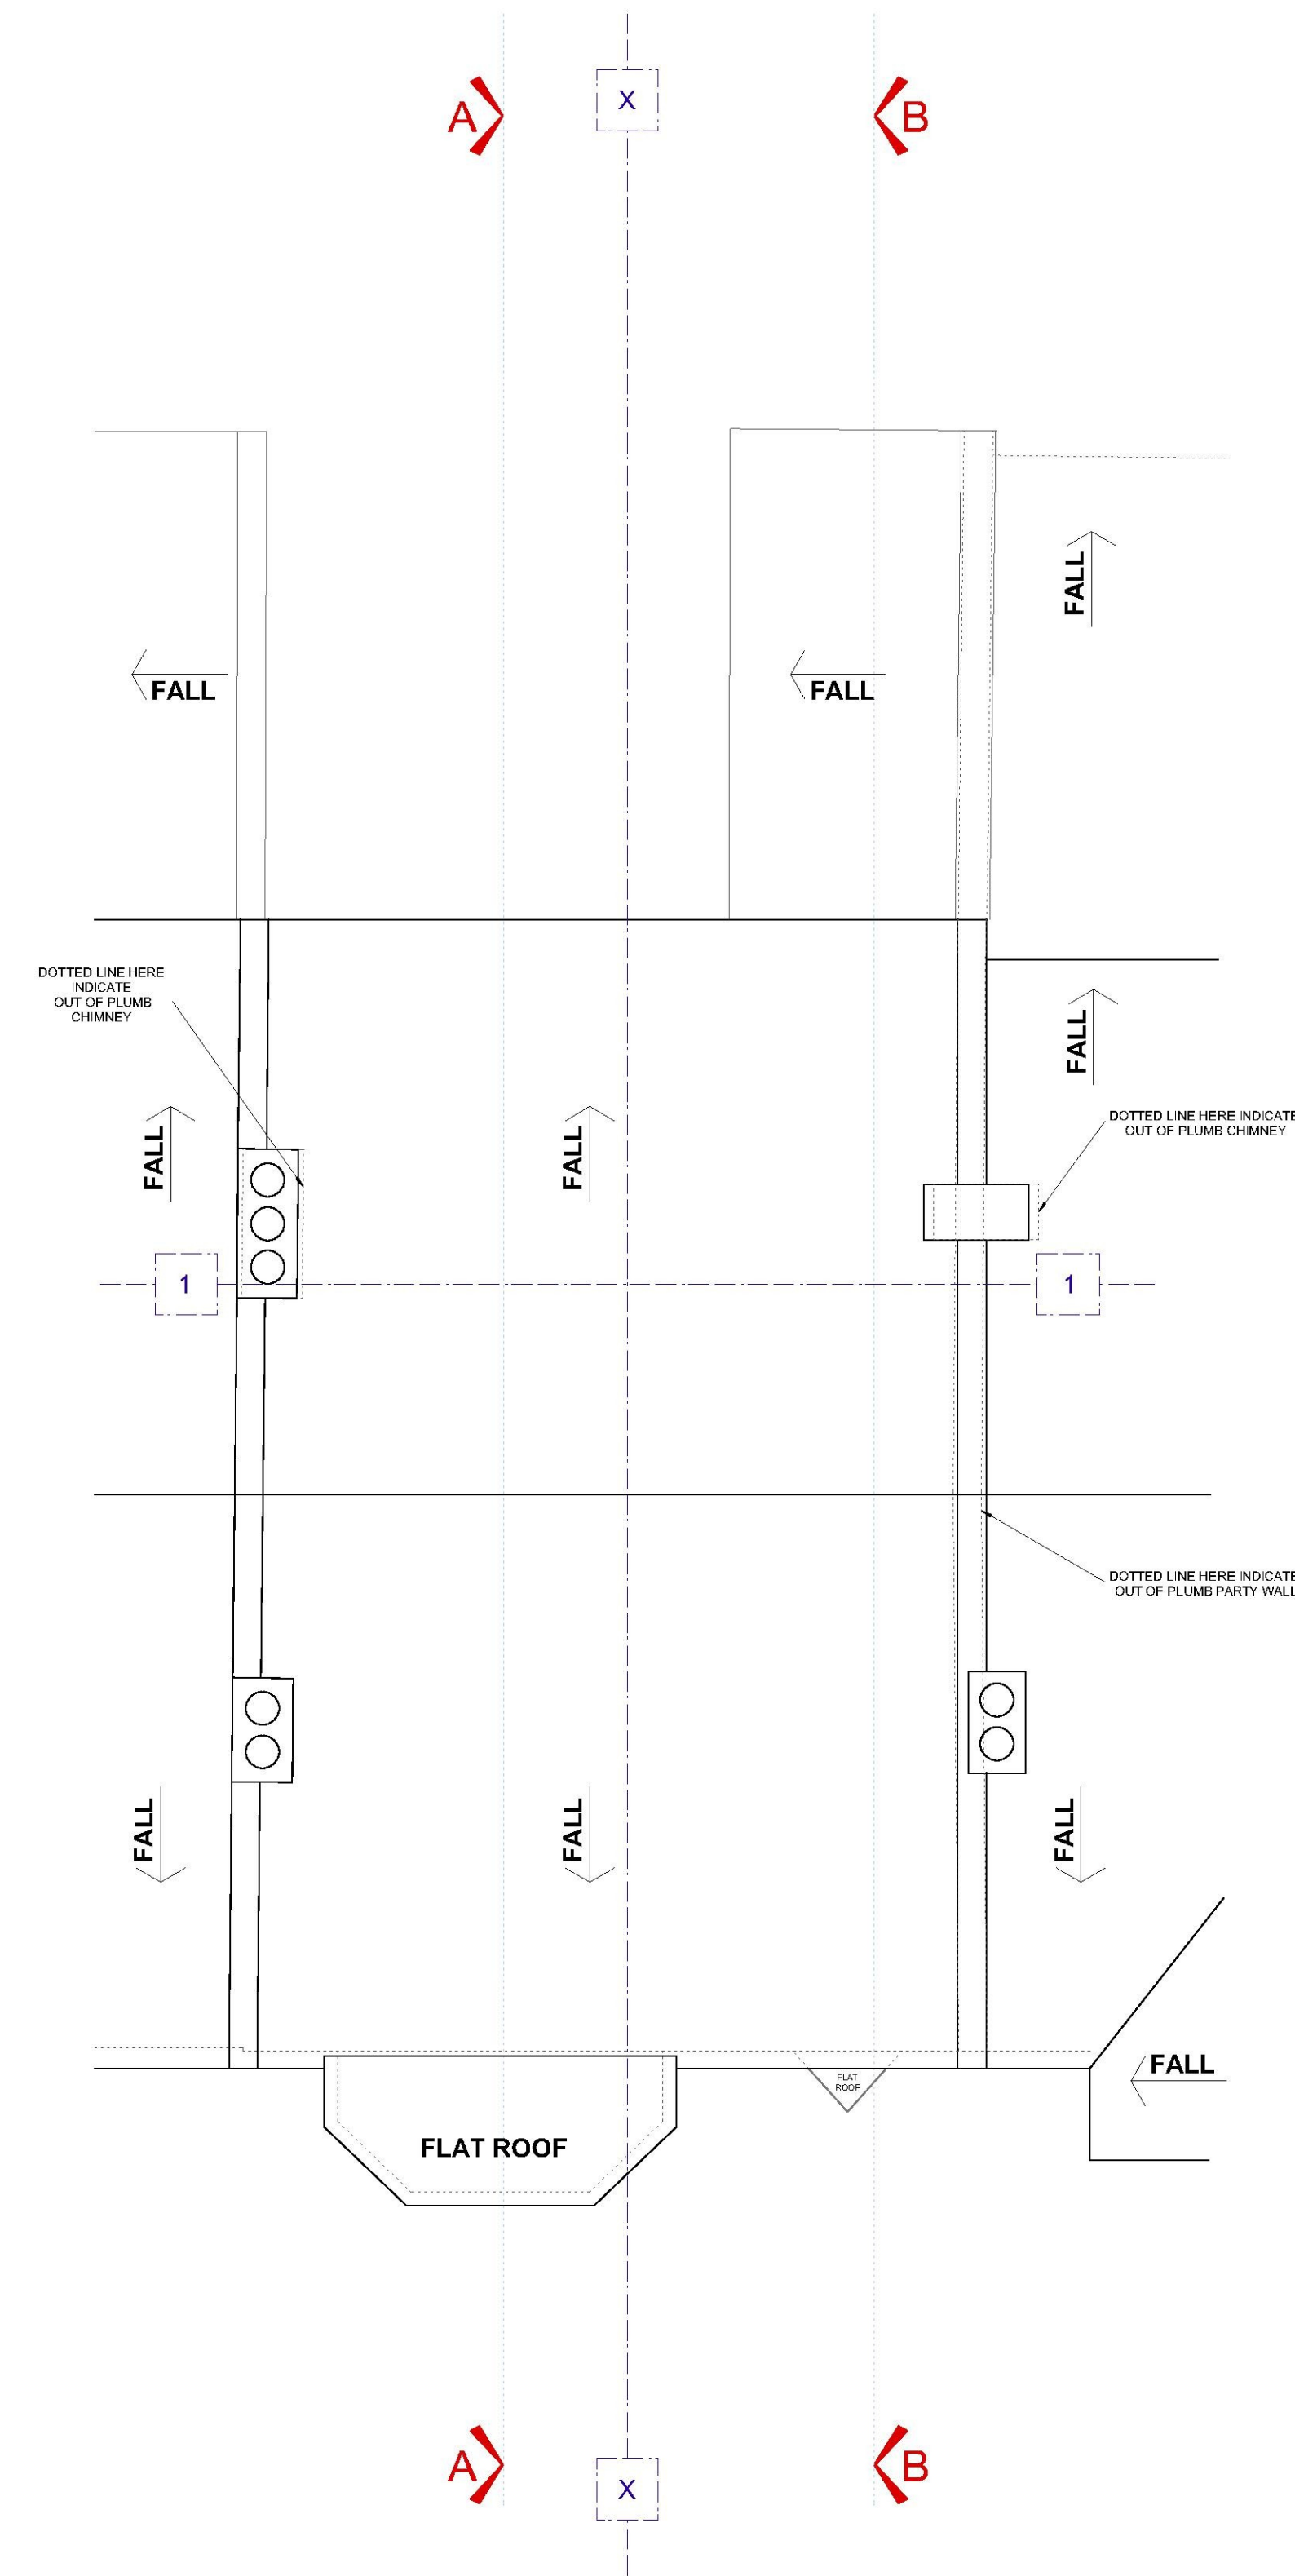 A
X
B
FALL
FALL
FALL
DOTTED LINE HERE
INDICATE
OUT OF PLUMB
CHIMNEY
FALL
DOTTED LINE HERE INDICATE
OUT OF PLUMB CHIMNEY
FALL
FALL
1
1
DOTTED LINE HERE INDICATE
OUT OF PLUMB PARTY WALL
FALL
FALL
FALL
FALL
FLAT
ROOF
FLAT ROOF
A
X
B